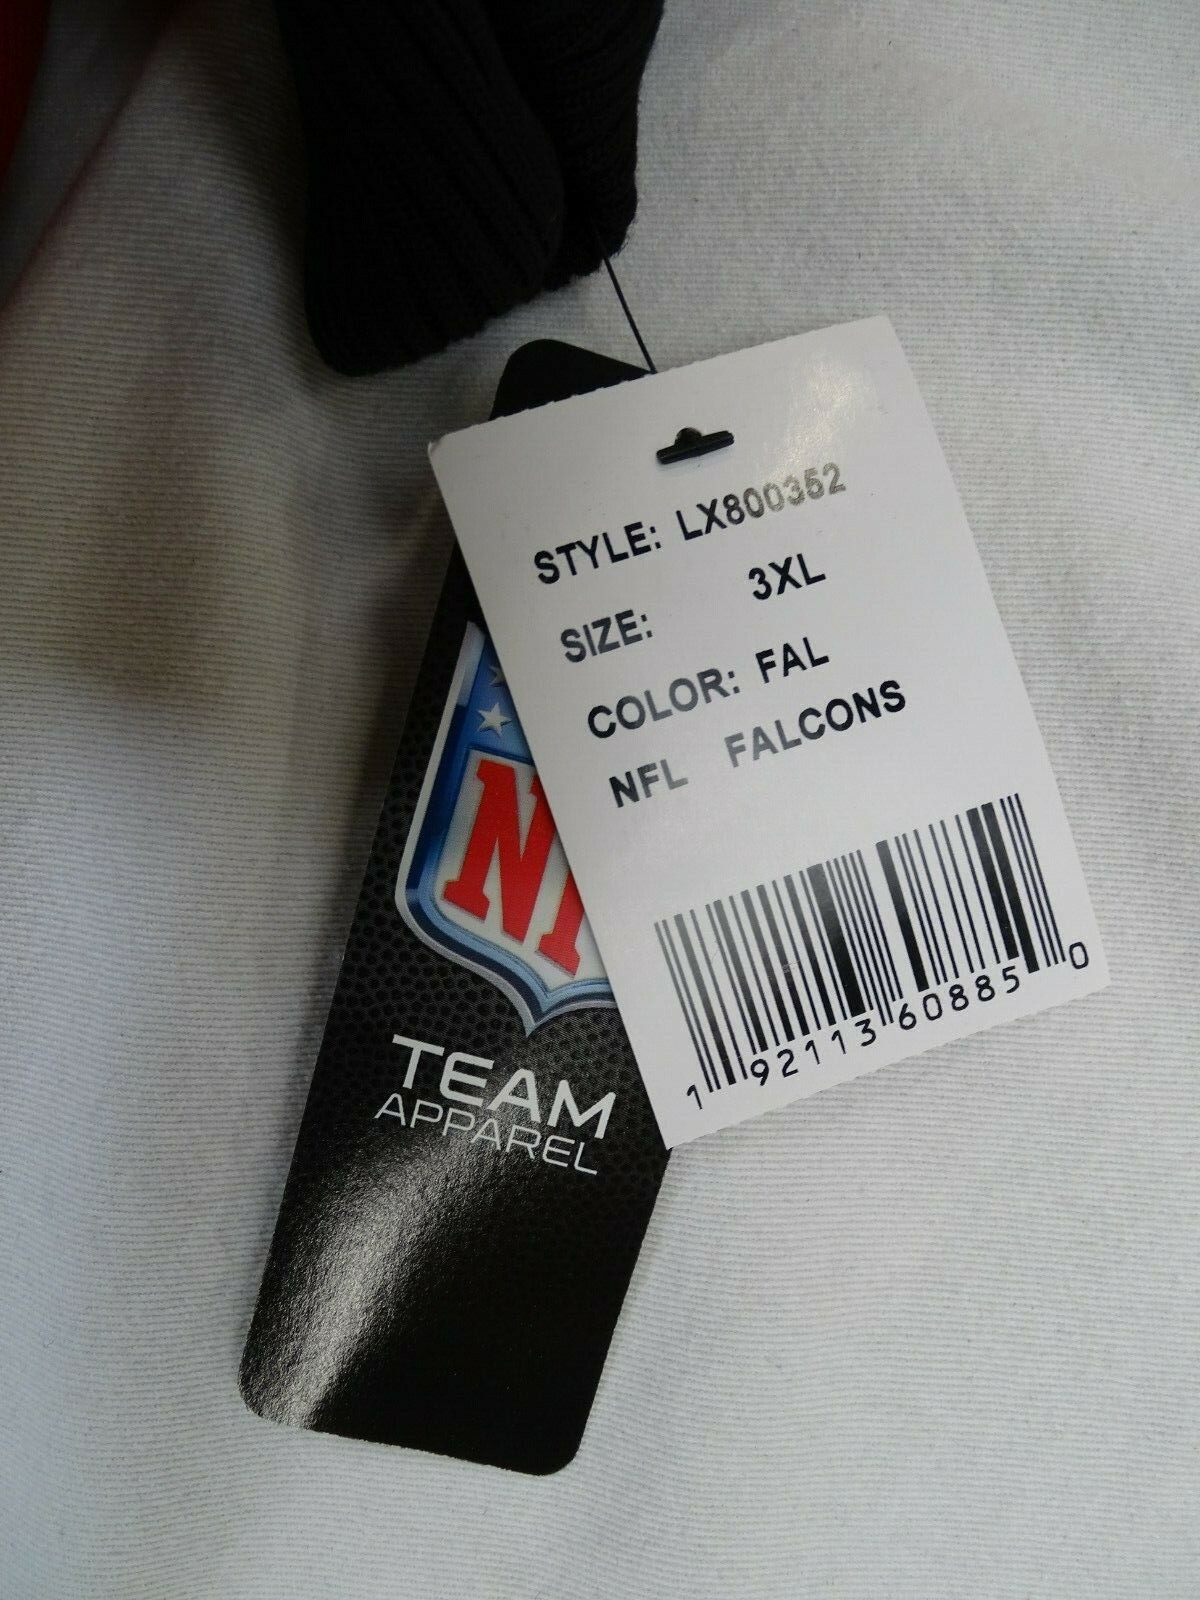 STYLE: LX800352
SIZE: 3XL
COLOR: FAL
NFL FALCONS
1 92113 60885 0
TEAM
APPAREL